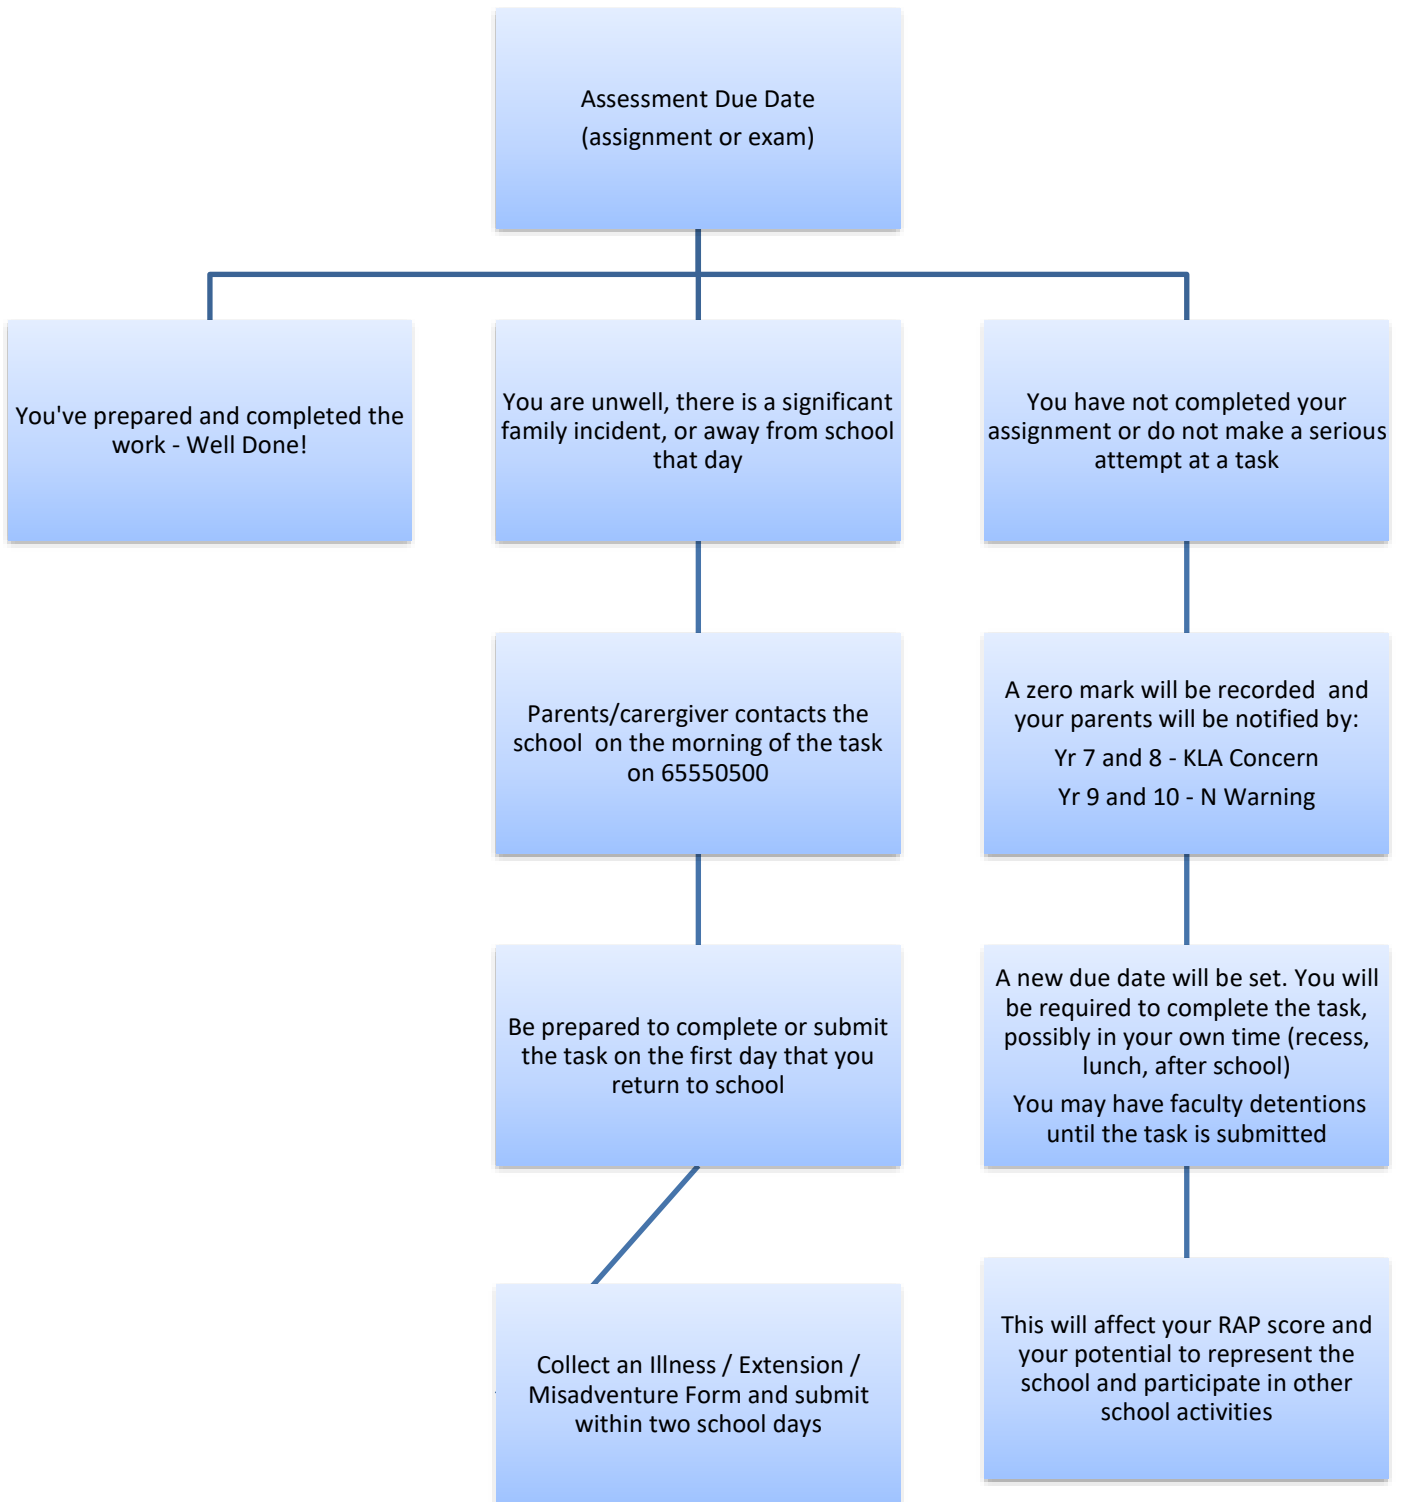 Assessment Due Date
(assignment or exam)
You've prepared and completed the
work - Well Done!
You are unwell, there is a significant
family incident, or away from school
that day
You have not completed your
assignment or do not make a serious
attempt at a task
Parents/carergiver contacts the
school  on the morning of the task
on 65550500
A zero mark will be recorded  and
your parents will be notified by:
Yr 7 and 8 - KLA Concern
Yr 9 and 10 - N Warning
Be prepared to complete or submit
the task on the first day that you
return to school
A new due date will be set. You will
be required to complete the task,
possibly in your own time (recess,
lunch, after school)
You may have faculty detentions
until the task is submitted
Collect an Illness / Extension /
Misadventure Form and submit
within two school days
This will affect your RAP score and
your potential to represent the
school and participate in other
school activities